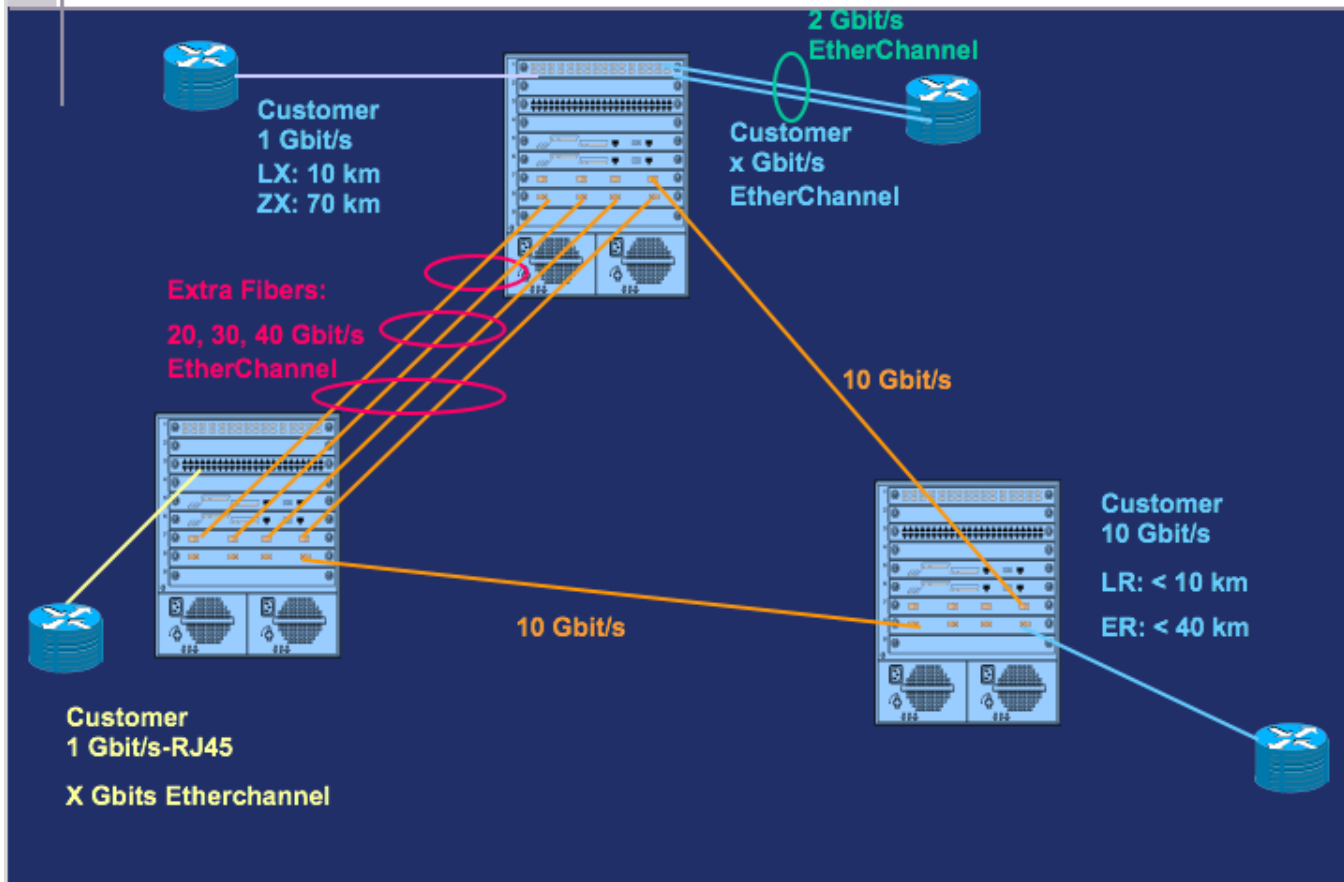 2 Gbit/s
EtherChannel
Customer
1 Gbit/s
LX: 10 km
ZX: 70 km
Customer
x Gbit/s
EtherChannel
Extra Fibers:
20, 30, 40 Gbit/s
EtherChannel
10 Gbit/s
Customer
10 Gbit/s
LR: < 10 km
ER: < 40 km
10 Gbit/s
Customer
1 Gbit/s-RJ45
X Gbits Etherchannel